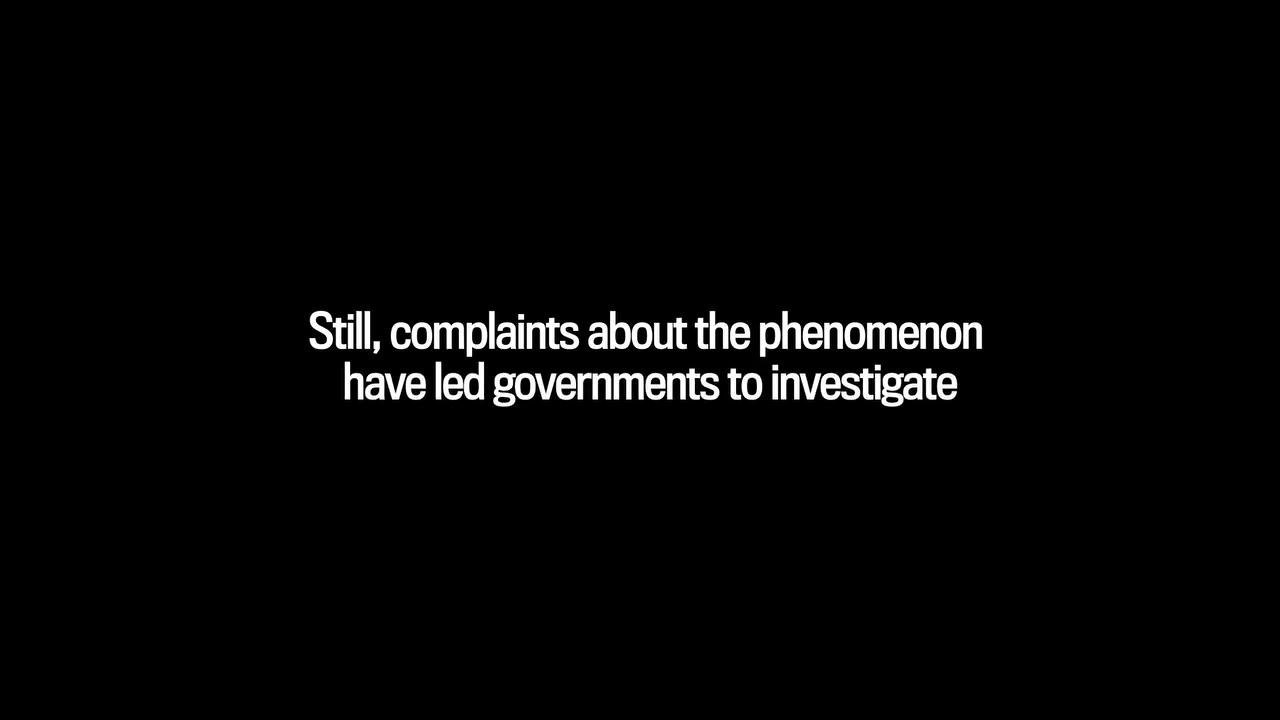 Still, complaints about the phenomenon
have led governments to investigate